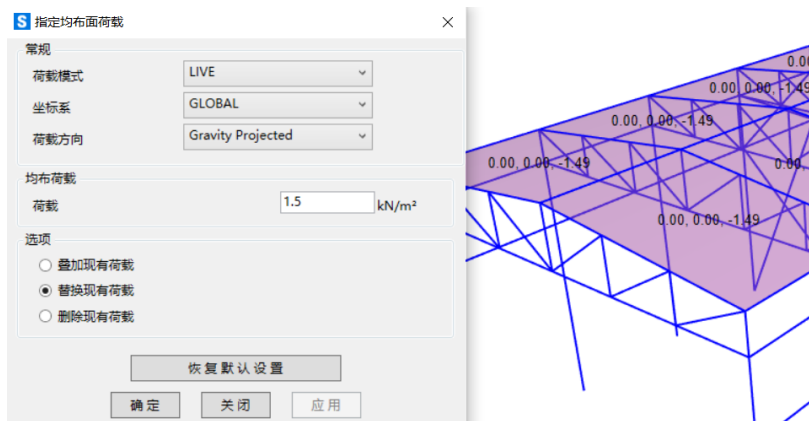 S 指定均布面荷载
常规
荷载模式 LIVE
坐标系 GLOBAL
荷载方向 Gravity Projected
均布荷载
荷载 1.5 kN/m²
选项
叠加现有荷载
替换现有荷载
删除现有荷载
恢复默认设置
确定 关闭 应用
0.00
0.00, 0.00, -1.49
0.00, 0.00, -1.49
0.00, 0.00, -1.49
0.00,
0.00, 0.00, -1.49